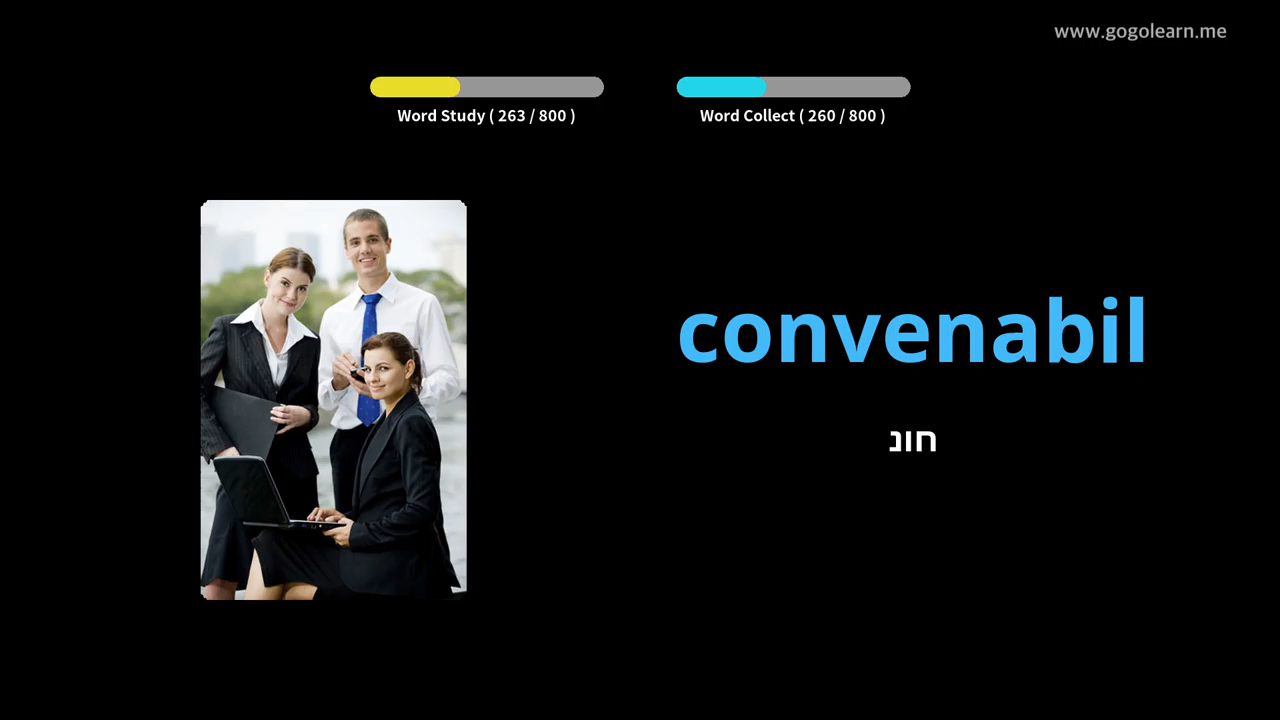 www.gogolearn.me
Word Study ( 263 / 800 )
Word Collect ( 260 / 800 )
convenabil
חונ